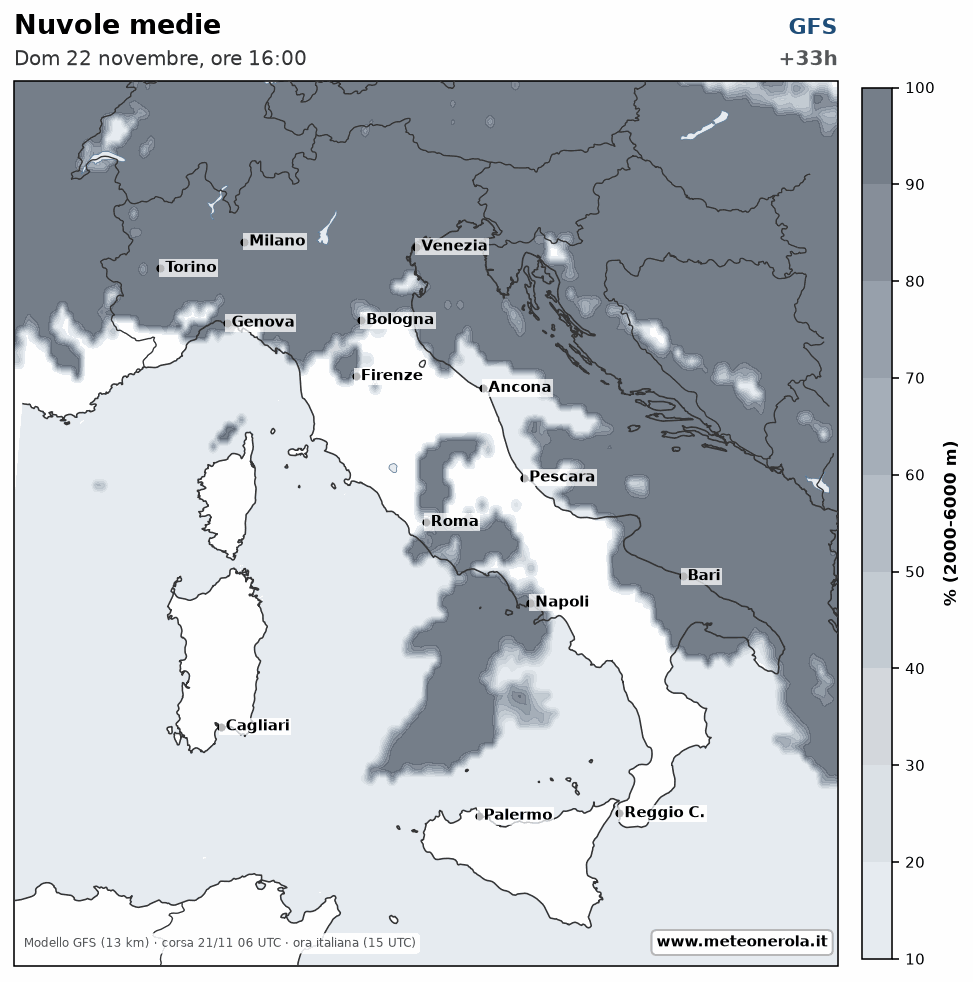 Nuvole medie
GFS
Dom 22 novembre, ore 16:00
+33h
Milano
Venezia
Torino
Genova
Bologna
Firenze
Ancona
Pescara
Roma
Bari
Napoli
Cagliari
Palermo
Reggio C.
100
90
80
70
60
50
40
30
20
10
% (2000-6000 m)
Modello GFS (13 km) · corsa 21/11 06 UTC · ora italiana (15 UTC)
www.meteonerola.it